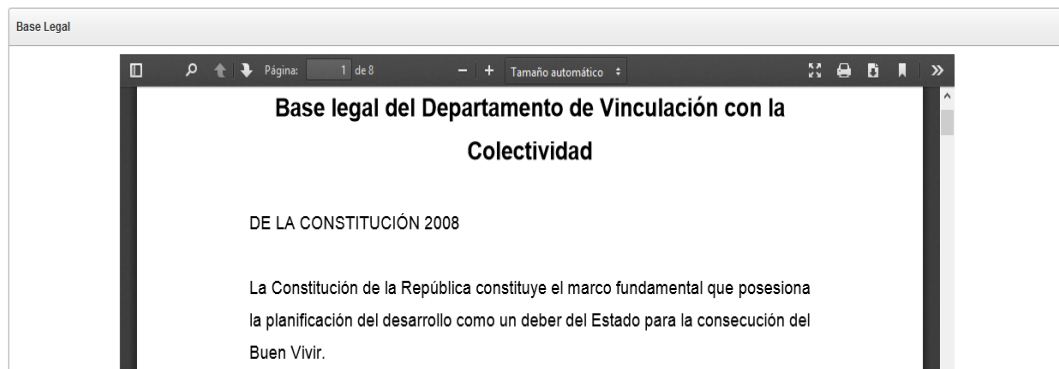 Base Legal
Página: 1 de 8 Tamaño automático
Base legal del Departamento de Vinculación con la
Colectividad
DE LA CONSTITUCIÓN 2008
La Constitución de la República constituye el marco fundamental que posesiona
la planificación del desarrollo como un deber del Estado para la consecución del
Buen Vivir.